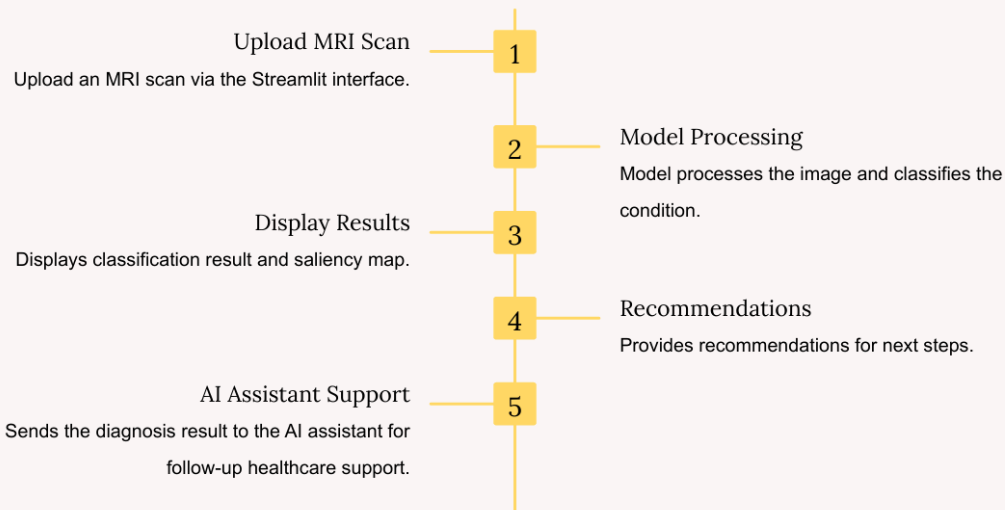 Upload MRI Scan
Upload an MRI scan via the Streamlit interface.
1
2
Model Processing
Model processes the image and classifies the
condition.
Display Results
Displays classification result and saliency map.
3
4
Recommendations
Provides recommendations for next steps.
AI Assistant Support
Sends the diagnosis result to the AI assistant for
follow-up healthcare support.
5